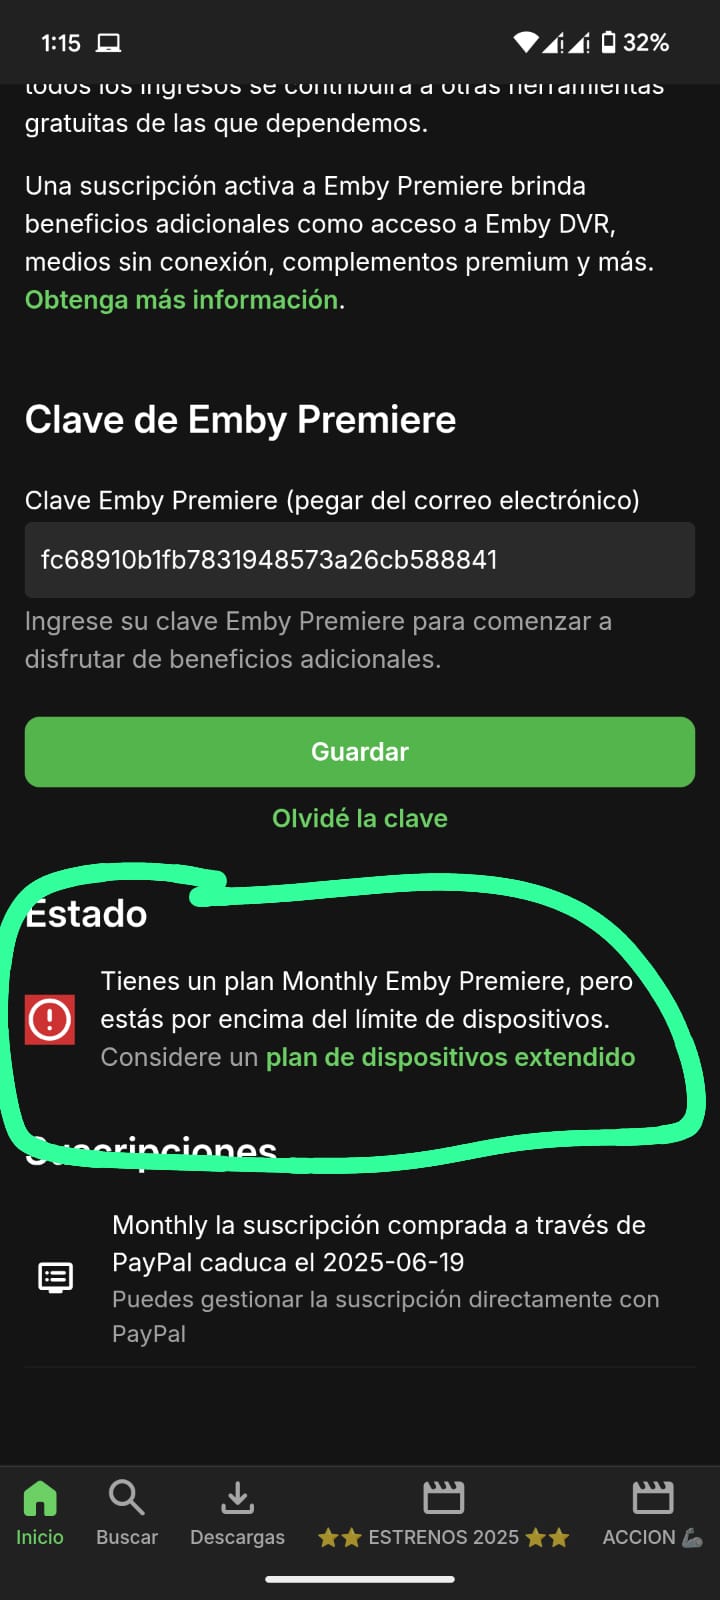 1:15
32%
todos los ingresos se contribuirá a otras herramientas
gratuitas de las que dependemos.
Una suscripción activa a Emby Premiere brinda
beneficios adicionales como acceso a Emby DVR,
medios sin conexión, complementos premium y más.
Obtenga más información.
Clave de Emby Premiere
Clave Emby Premiere (pegar del correo electrónico)
fc68910b1fb7831948573a26cb588841
Ingrese su clave Emby Premiere para comenzar a
disfrutar de beneficios adicionales.
Guardar
Olvidé la clave
Estado
Tienes un plan Monthly Emby Premiere, pero
estás por encima del límite de dispositivos.
Considere un plan de dispositivos extendido
Suscripciones
Monthly la suscripción comprada a través de
PayPal caduca el 2025-06-19
Puedes gestionar la suscripción directamente con
PayPal
Inicio
Buscar
Descargas
⭐⭐ ESTRENOS 2025 ⭐⭐
ACCION 🦾